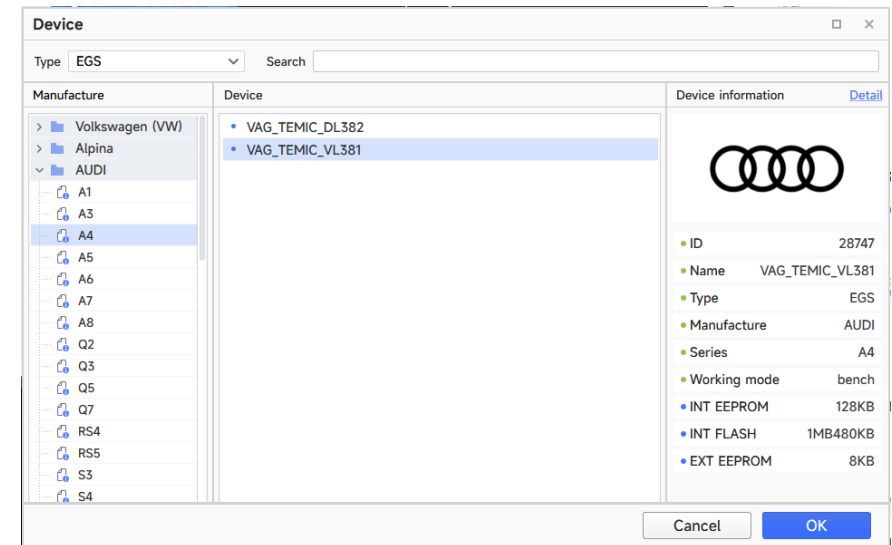 Device
Type EGS Search
Manufacture
Volkswagen (VW)
Alpina
AUDI
A1
A3
A4
A5
A6
A7
A8
Q2
Q3
Q5
Q7
RS4
RS5
S3
S4
Device
VAG_TEMIC_DL382
VAG_TEMIC_VL381
Device information Detail
ID 28747
Name VAG_TEMIC_VL381
Type EGS
Manufacture AUDI
Series A4
Working mode bench
INT EEPROM 128KB
INT FLASH 1MB480KB
EXT EEPROM 8KB
Cancel OK